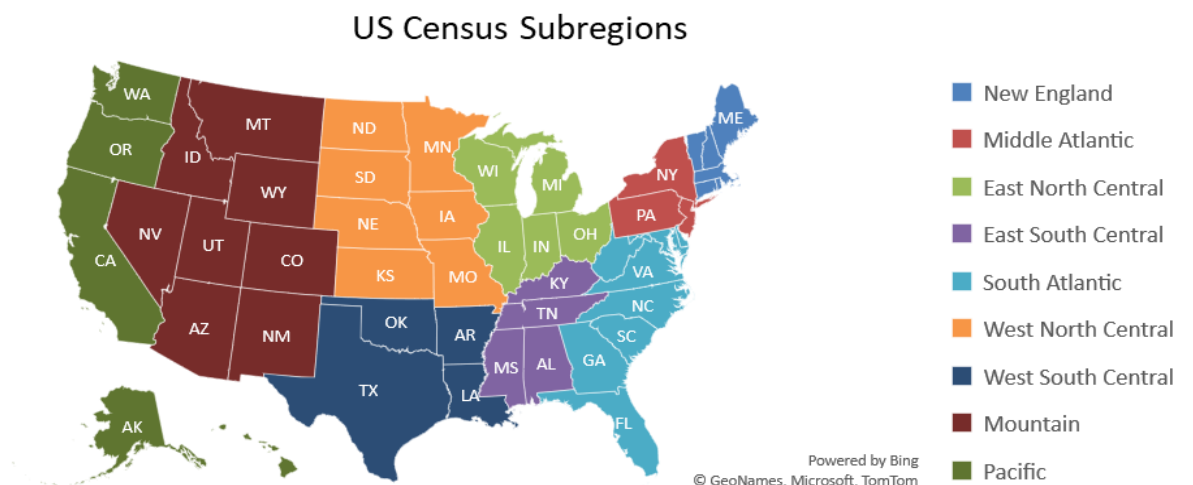 US Census Subregions
WA
OR
CA
AK
ID
NV
MT
WY
UT
CO
AZ
NM
ND
SD
NE
KS
MN
IA
MO
OK
TX
AR
LA
WI
MI
IL
IN
OH
KY
TN
MS
AL
NY
PA
VA
NC
SC
GA
FL
ME
New England
Middle Atlantic
East North Central
East South Central
South Atlantic
West North Central
West South Central
Mountain
Pacific
Powered by Bing
© GeoNames, Microsoft, TomTom